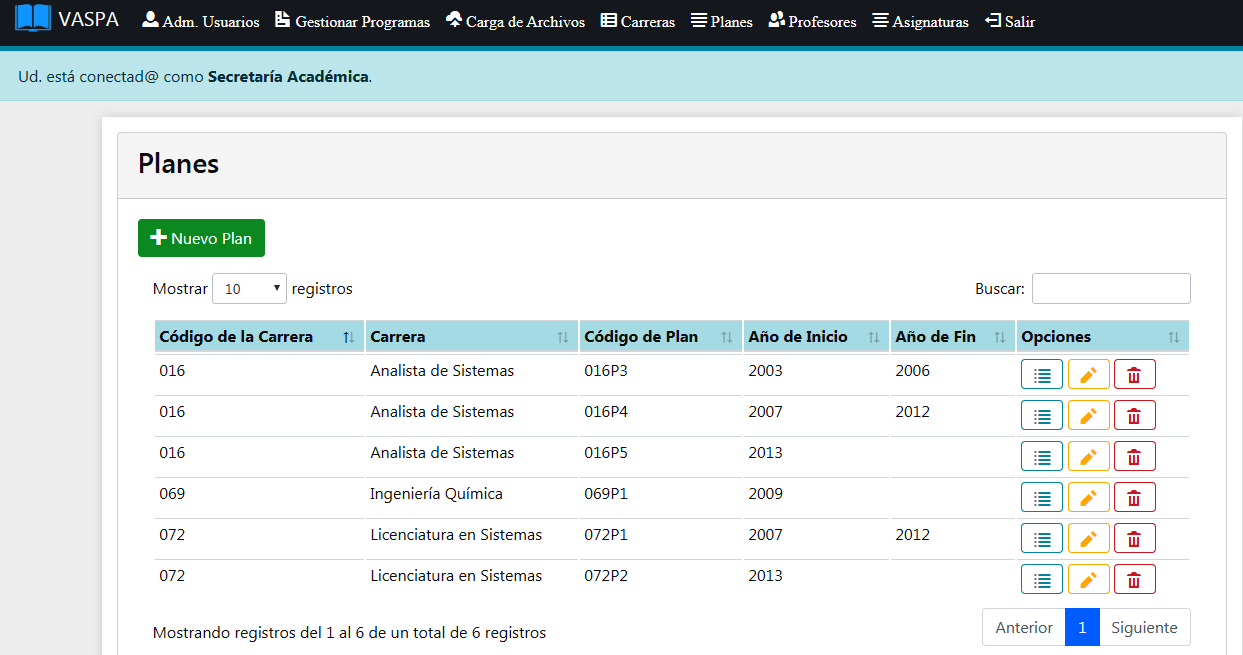 VASPA Adm. Usuarios Gestionar Programas Carga de Archivos Carreras Planes Profesores Asignaturas Salir
Ud. está conectad@ como Secretaría Académica.
Planes
Nuevo Plan
Mostrar 10 registros Buscar:
Código de la Carrera Carrera Código de Plan Año de Inicio Año de Fin Opciones
016 Analista de Sistemas 016P3 2003 2006
016 Analista de Sistemas 016P4 2007 2012
016 Analista de Sistemas 016P5 2013
069 Ingeniería Química 069P1 2009
072 Licenciatura en Sistemas 072P1 2007 2012
072 Licenciatura en Sistemas 072P2 2013
Mostrando registros del 1 al 6 de un total de 6 registros Anterior 1 Siguiente